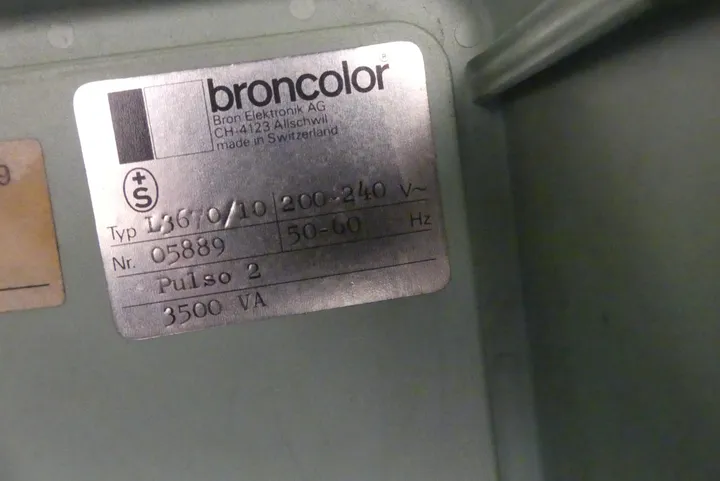 broncolor
Bron Elektronik AG
CH-4123 Allschwil
made in Switzerland
+
S
Typ L3670/10 200-240 V~
Nr. 05889 50-60 Hz
Pulso 2
3500 VA
9